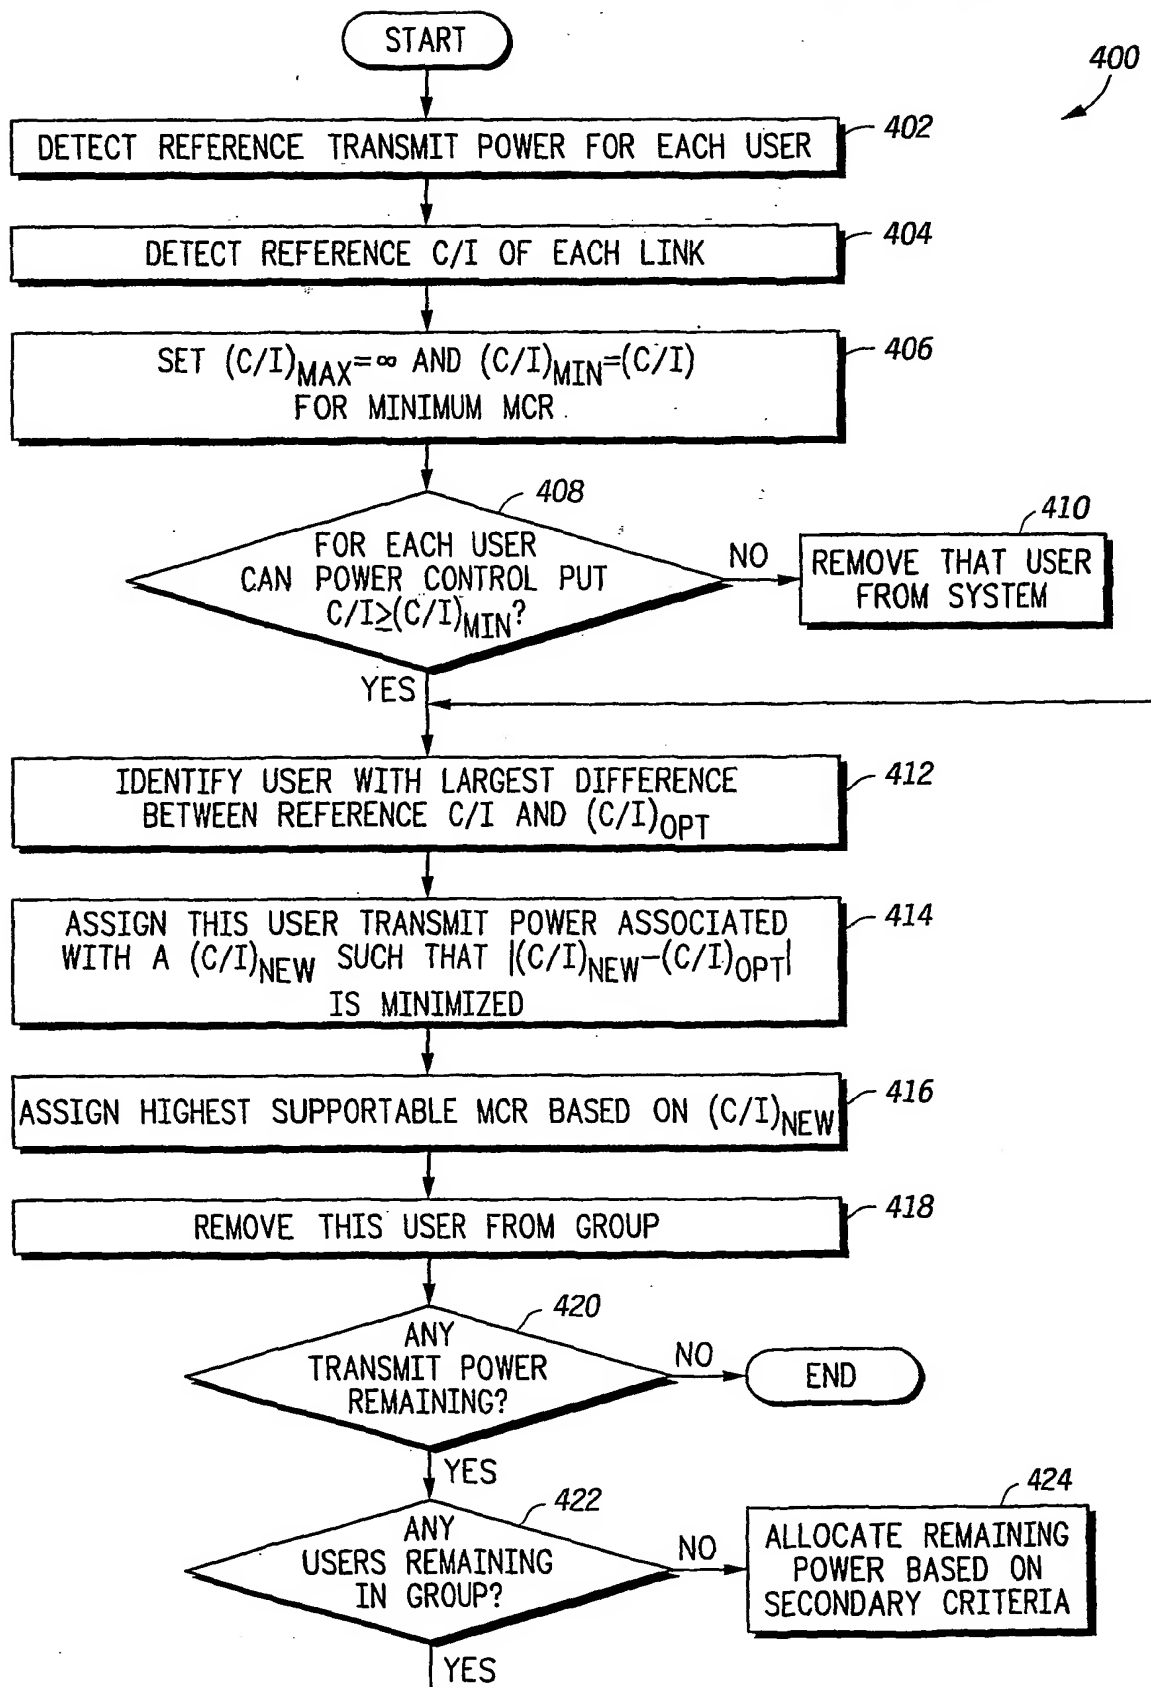 START
400
DETECT REFERENCE TRANSMIT POWER FOR EACH USER
402
DETECT REFERENCE C/I OF EACH LINK
404
SET (C/I)MAX=∞ AND (C/I)MIN=(C/I)
FOR MINIMUM MCR
406
408
FOR EACH USER
CAN POWER CONTROL PUT
C/I≥(C/I)MIN?
NO
410
REMOVE THAT USER
FROM SYSTEM
YES
IDENTIFY USER WITH LARGEST DIFFERENCE
BETWEEN REFERENCE C/I AND (C/I)OPT
412
ASSIGN THIS USER TRANSMIT POWER ASSOCIATED
WITH A (C/I)NEW SUCH THAT |(C/I)NEW–(C/I)OPT|
IS MINIMIZED
414
ASSIGN HIGHEST SUPPORTABLE MCR BASED ON (C/I)NEW
416
REMOVE THIS USER FROM GROUP
418
420
ANY
TRANSMIT POWER
REMAINING?
NO
END
YES
422
ANY
USERS REMAINING
IN GROUP?
NO
424
ALLOCATE REMAINING
POWER BASED ON
SECONDARY CRITERIA
YES